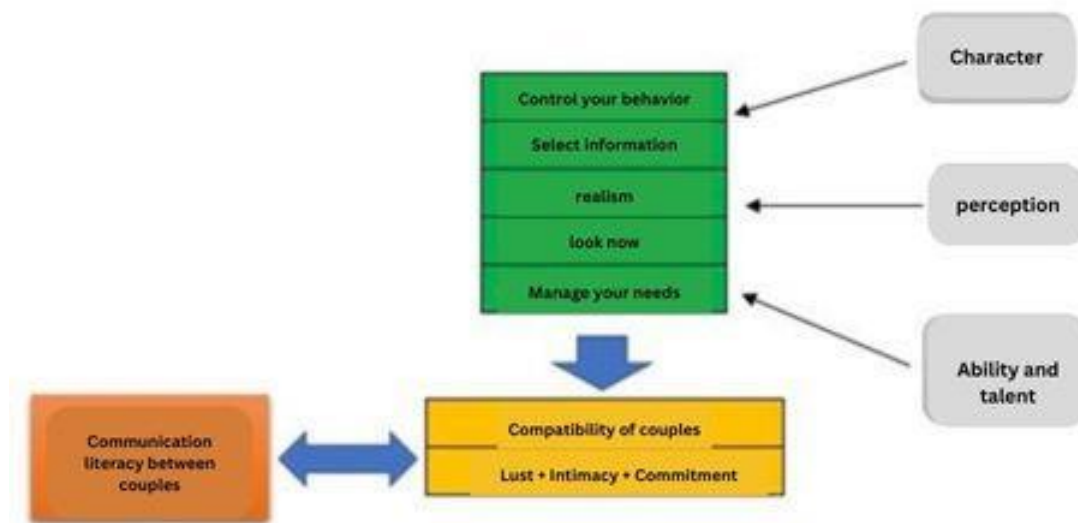 Character
Control your behavior
Select information
realism
perception
look now
Manage your needs
Ability and
talent
Compatibility of couples
Lust + Intimacy + Commitment
Communication
literacy between
couples